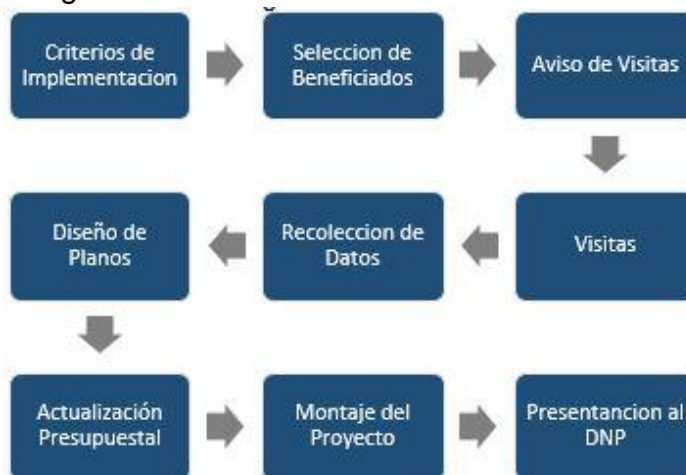 Criterios de
Implementacion
Seleccion de
Beneficiados
Aviso de Visitas
Visitas
Recoleccion de
Datos
Diseño de
Planos
Actualización
Presupuestal
Montaje del
Proyecto
Presentancion al
DNP